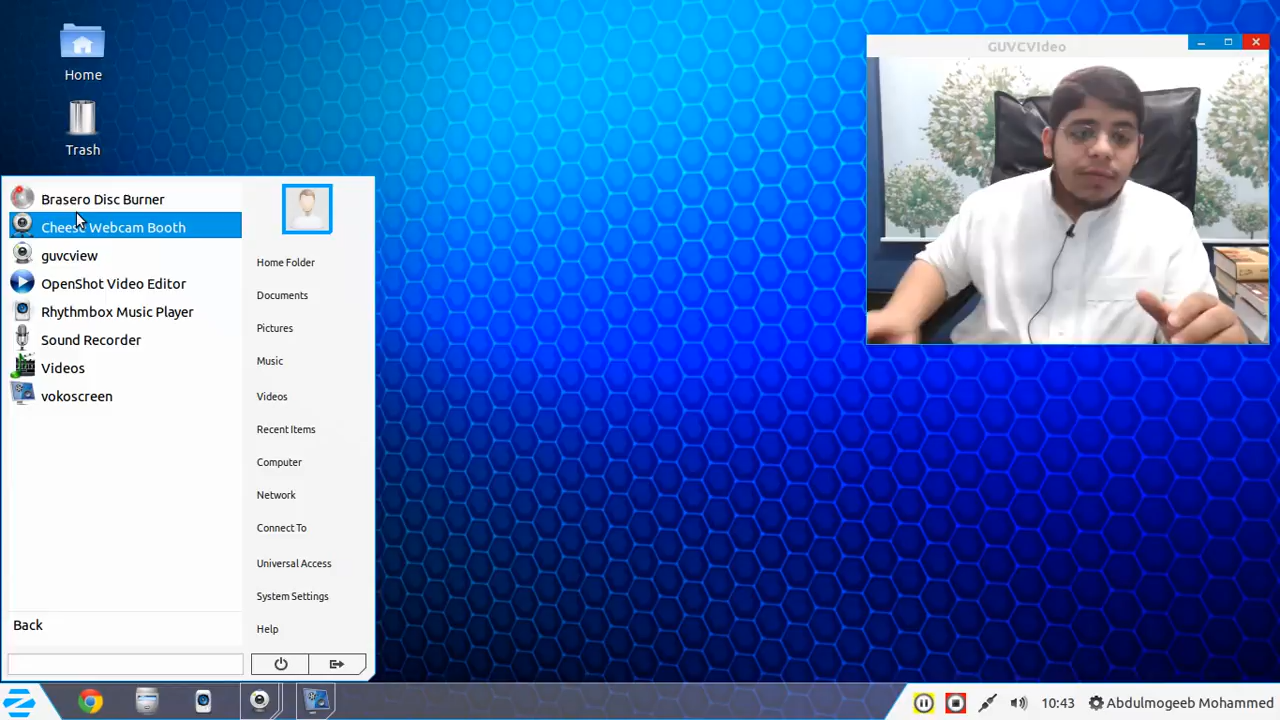 Home
Trash
GUVCVIdeo
Brasero Disc Burner
Cheese Webcam Booth
guvcview
OpenShot Video Editor
Rhythmbox Music Player
Sound Recorder
Videos
vokoscreen
Back
Home Folder
Documents
Pictures
Music
Videos
Recent Items
Computer
Network
Connect To
Universal Access
System Settings
Help
10:43
Abdulmogeeb Mohammed